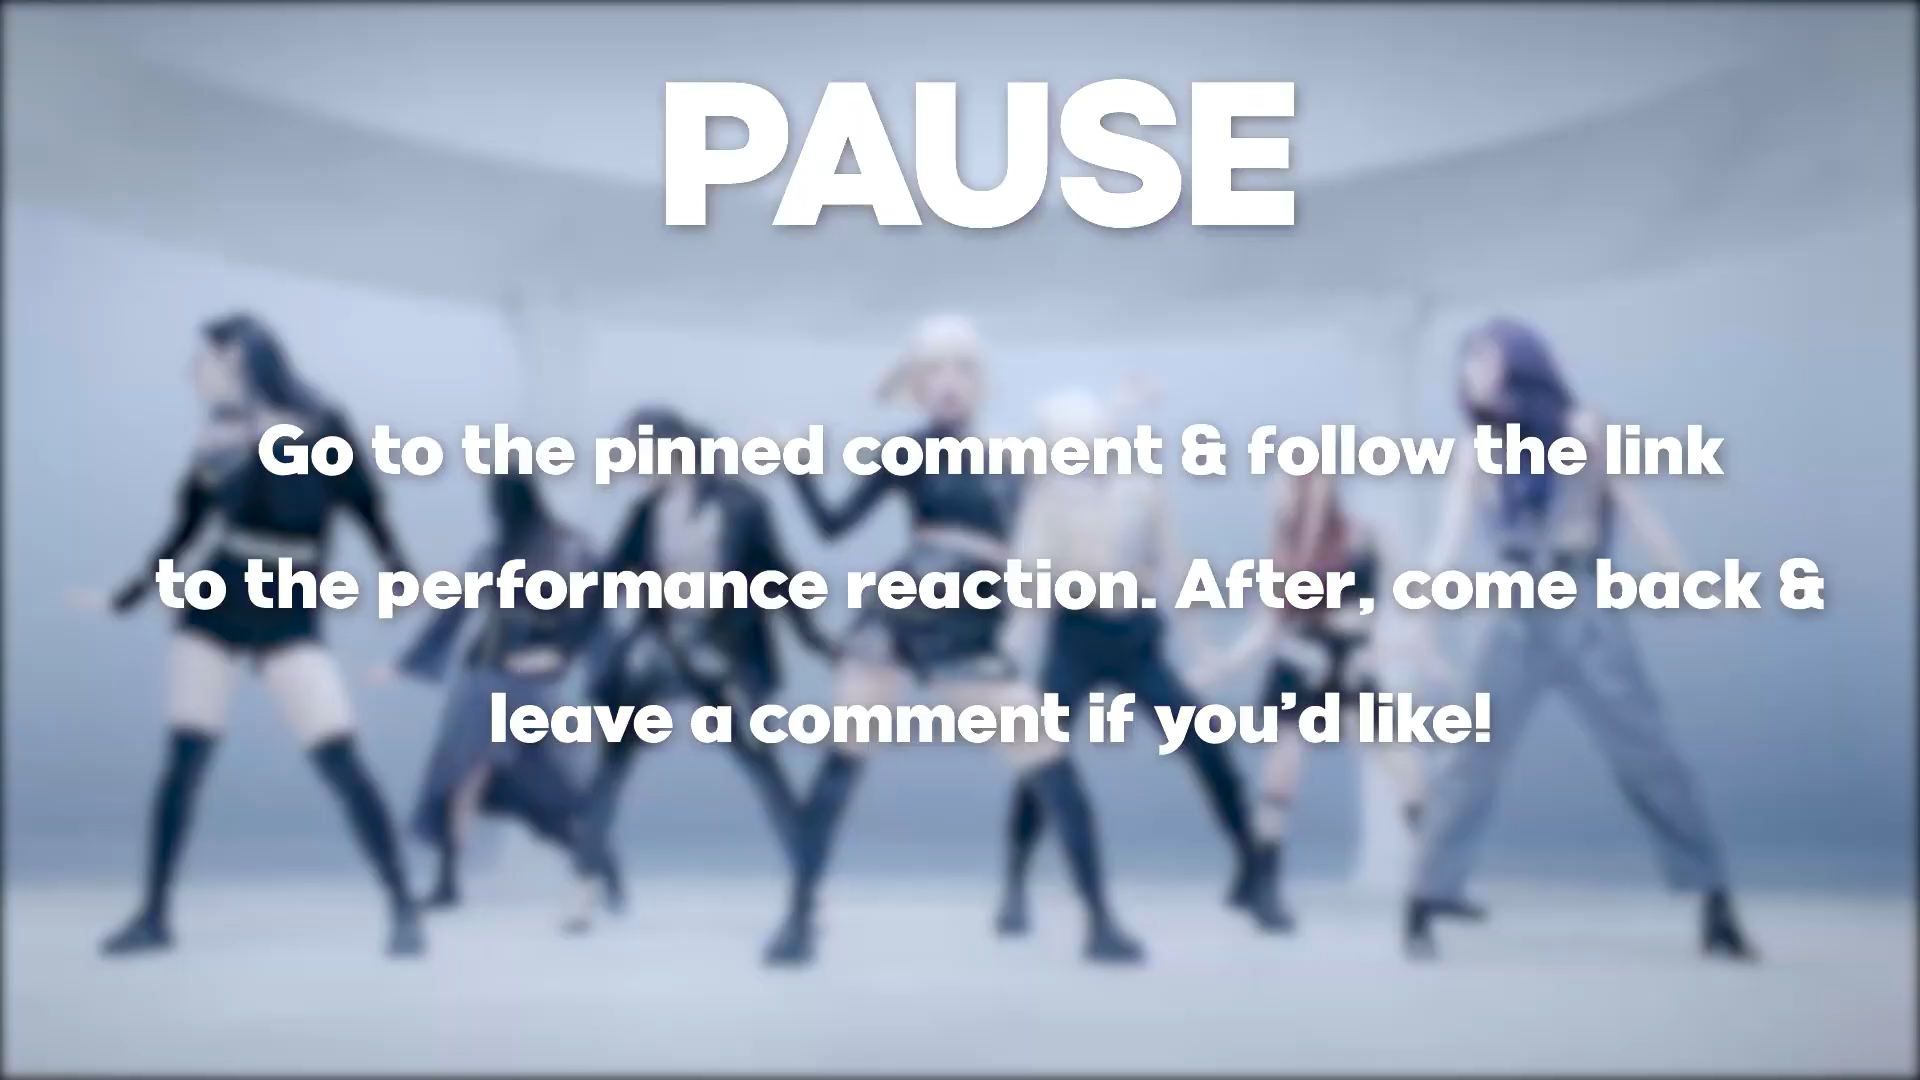 PAUSE
Go to the pinned comment & follow the link
to the performance reaction. After, come back &
leave a comment if you’d like!